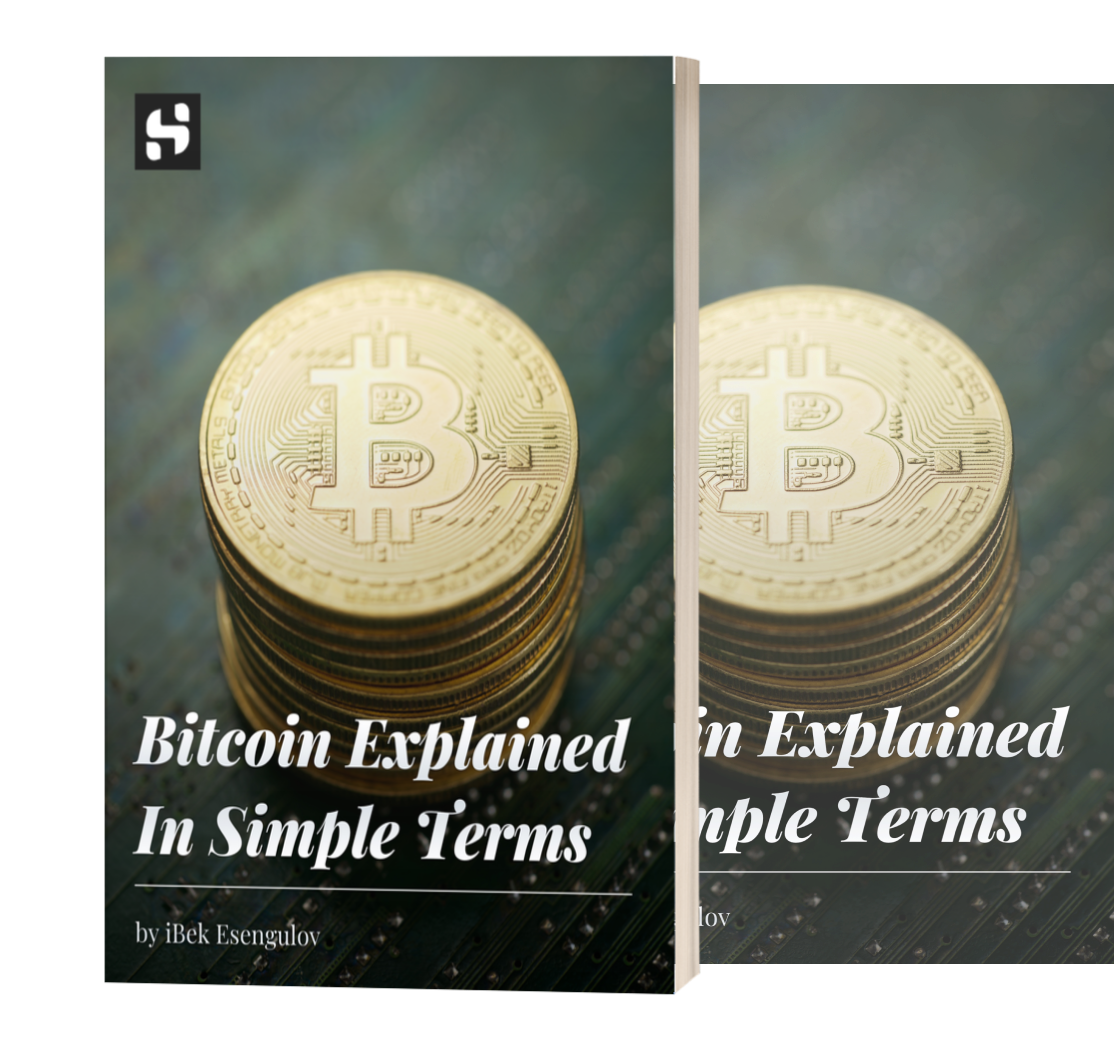 Bitcoin Explained
In Simple Terms
by iBek Esengulov
in Explained
mple Terms
lov